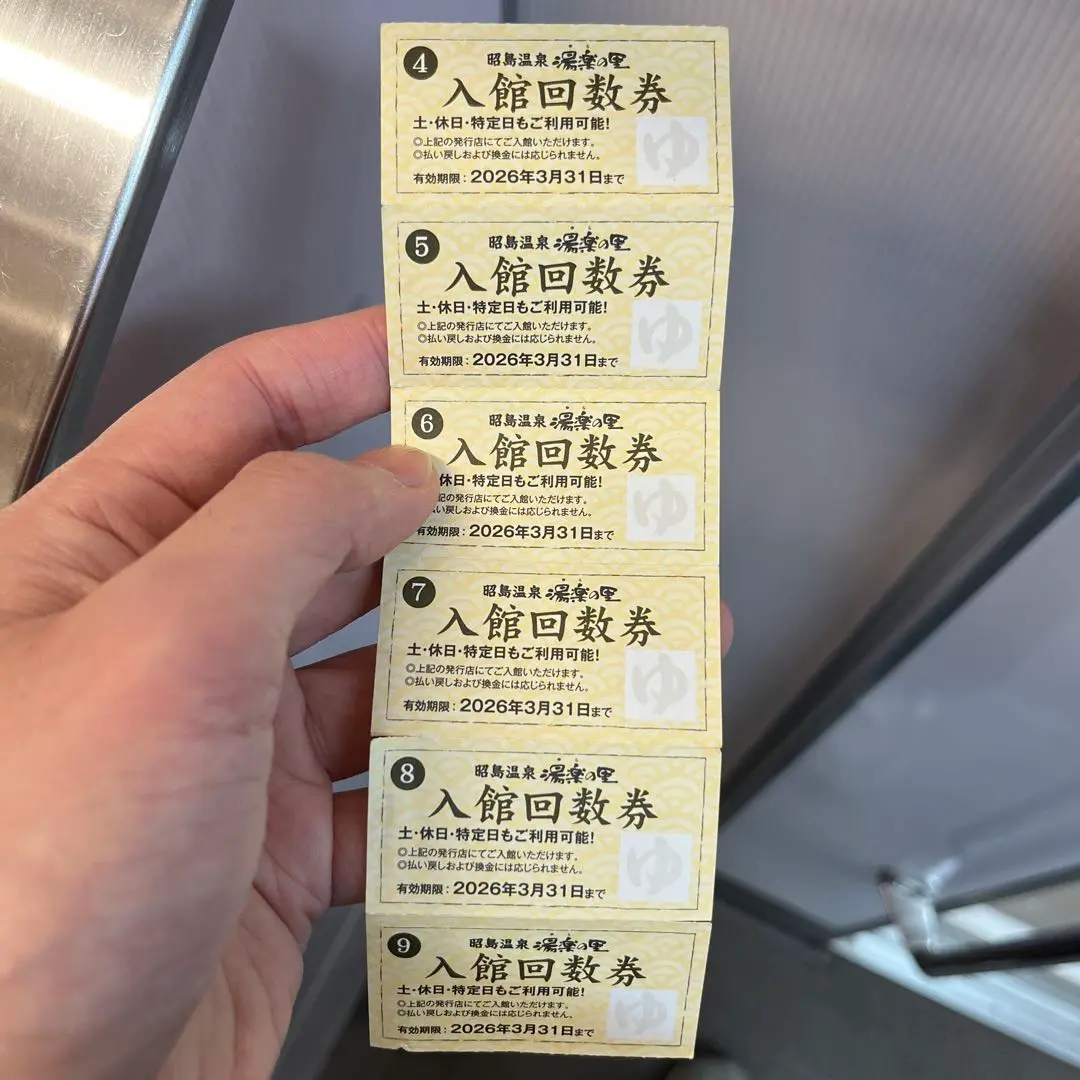 4
昭島温泉 湯楽の里
入館回数券
土・休日・特定日もご利用可能!
◎上記の発行店にてご入館いただけます。
◎払い戻しおよび換金には応じられません。
有効期限:2026年3月31日まで
ゆ
5
昭島温泉 湯楽の里
入館回数券
土・休日・特定日もご利用可能!
◎上記の発行店にてご入館いただけます。
◎払い戻しおよび換金には応じられません。
有効期限:2026年3月31日まで
ゆ
6
昭島温泉 湯楽の里
入館回数券
休日・特定日もご利用可能!
記の発行店にてご入館いただけます。
払い戻しおよび換金には応じられません。
有効期限:2026年3月31日まで
ゆ
7
昭島温泉 湯楽の里
入館回数券
土・休日・特定日もご利用可能!
◎上記の発行店にてご入館いただけます。
◎払い戻しおよび換金には応じられません。
有効期限:2026年3月31日まで
ゆ
8
昭島温泉 湯楽の里
入館回数券
土・休日・特定日もご利用可能!
◎上記の発行店にてご入館いただけます。
◎払い戻しおよび換金には応じられません。
有効期限:2026年3月31日まで
ゆ
9
昭島温泉 湯楽の里
入館回数券
土・休日・特定日もご利用可能!
◎上記の発行店にてご入館いただけます。
◎払い戻しおよび換金には応じられません。
有効期限:2026年3月31日まで
ゆ